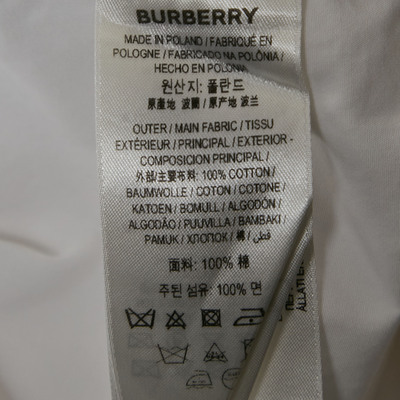 BURBERRY
MADE IN POLAND / FABRIQUÉ EN
POLOGNE / FABRICADO NA POLÓNIA /
HECHO EN POLONIA
원산지: 폴란드
原產地 波蘭 / 原产地 波兰
OUTER / MAIN FABRIC / TISSU
EXTÉRIEUR / PRINCIPAL / EXTERIOR -
COMPOSICIÓN PRINCIPAL /
外部/主要布料: 100% COTTON /
BAUMWOLLE / COTON / COTONE /
KATOEN / BOMULL / ALGODÓN /
ALGODÃO / PUUVILLA / BAMBAKI /
PAMUK / ХЛОПОК / 棉 / قطن
面料: 100% 棉
주된 섬유: 100% 면